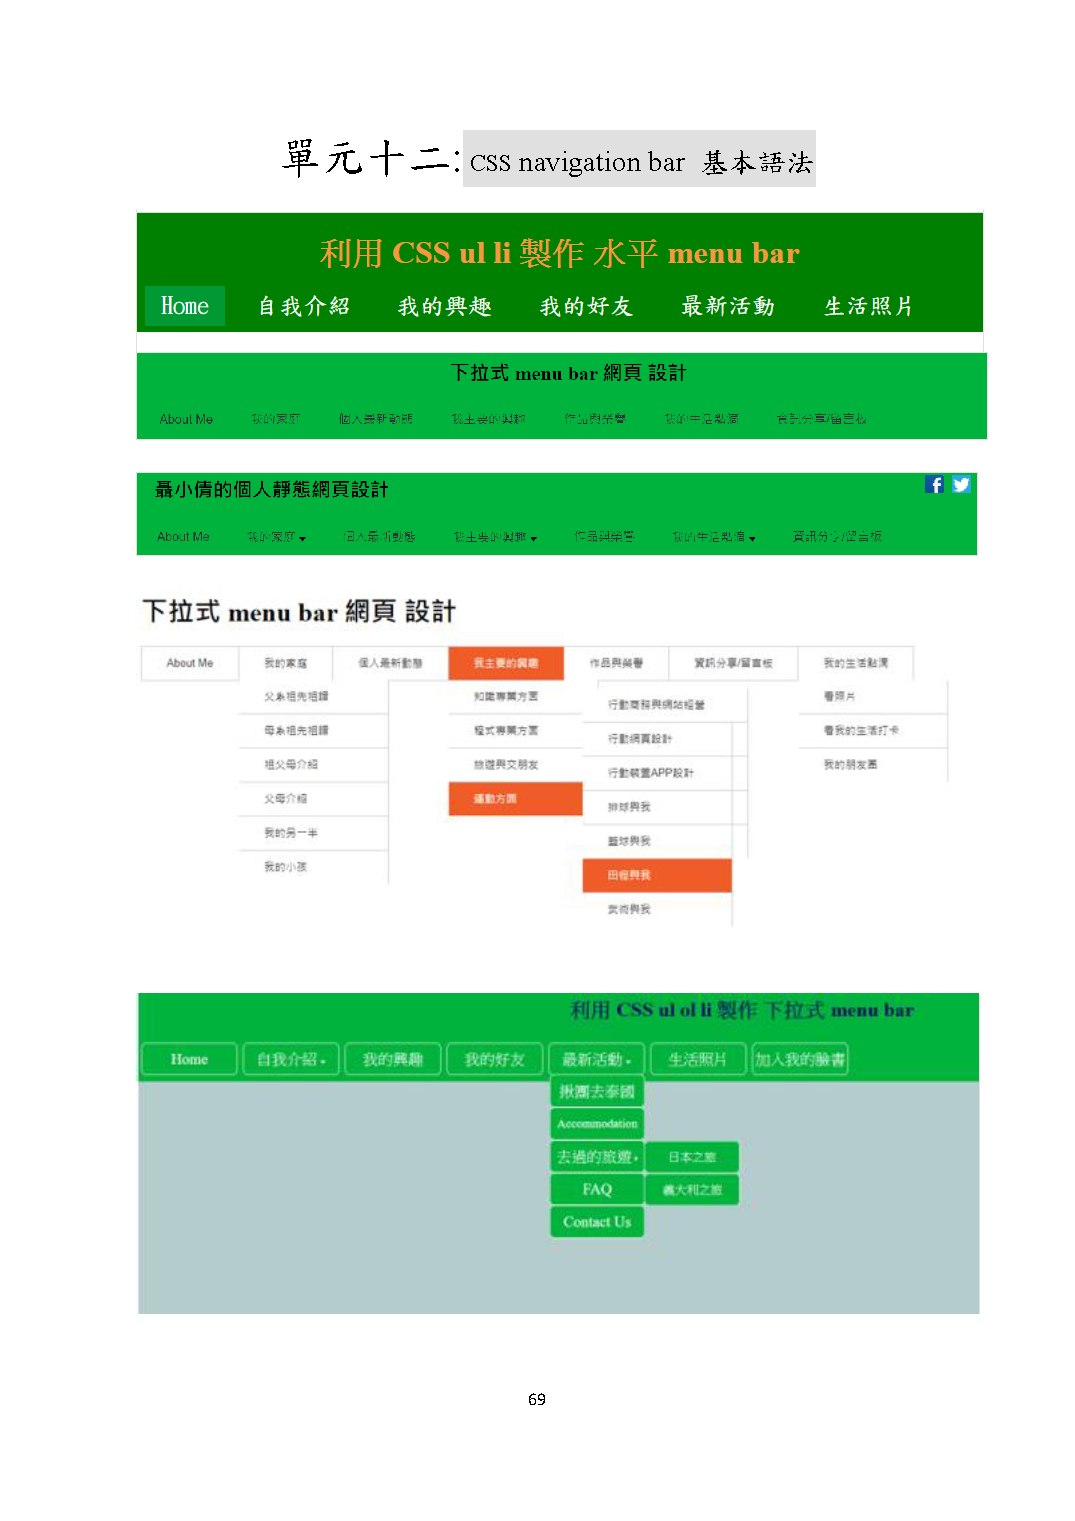 單元十二: CSS navigation bar 基本語法
利用 CSS ul li 製作 水平 menu bar
Home 自我介紹 我的興趣 我的好友 最新活動 生活照片
下拉式 menu bar 網頁 設計
About Me 我的家庭 個人最新動態 我主要的興趣 作品與榮譽 我的生活點滴 資訊分享/留言板
聶小倩的個人靜態網頁設計
About Me 我的家庭 個人最新動態 我主要的興趣 作品與榮譽 我的生活點滴 資訊分享/留言板
下拉式 menu bar 網頁 設計
About Me 我的家庭 個人最新動態 我主要的興趣 作品與榮譽 資訊分享/留言板 我的生活點滴
父系祖先祖譜 知識專業方面 行動商務與網站經營 看照片
母系祖先祖譜 程式專業方面 行動網頁設計 看我的生活打卡
祖父母介紹 旅遊與交朋友 行動裝置APP設計 我的朋友圈
父母介紹 運動方面 排球與我
我的另一半 籃球與我
我的小孩 田徑與我
武術與我
利用 CSS ul ol li 製作 下拉式 menu bar
Home 自我介紹 我的興趣 我的好友 最新活動 生活照片 加入我的臉書
揪團去泰國
Accommodation
去過的旅遊 日本之旅
FAQ 義大利之旅
Contact Us
69